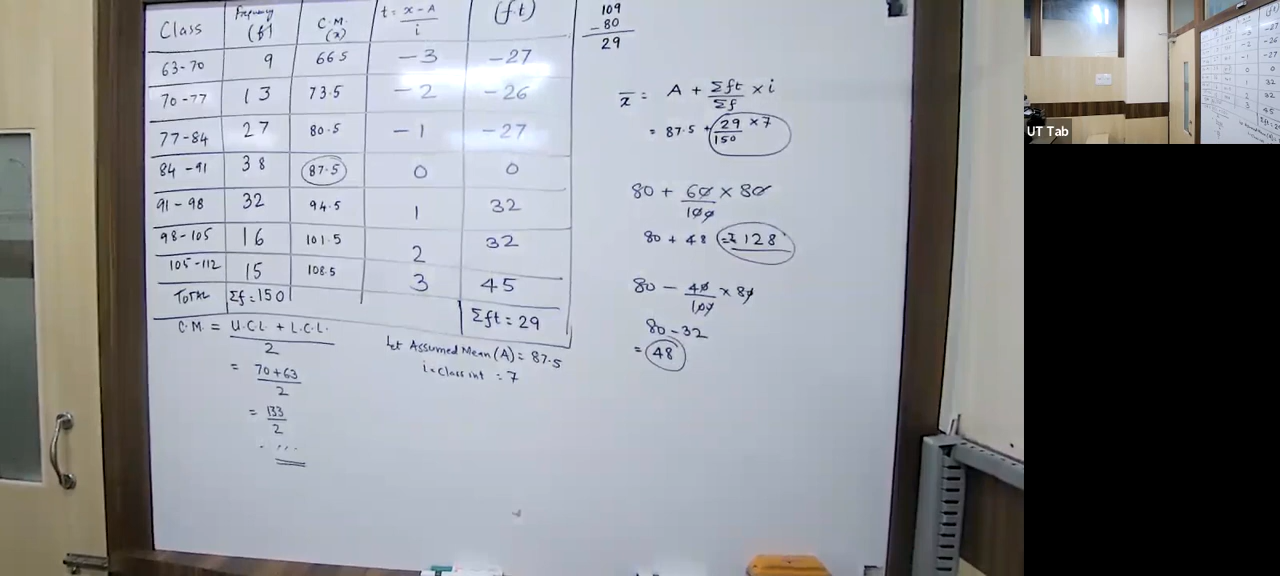 Class Frequency (f) C.M. (x) t = x - A / i (ft)
63-70 9 66.5 -3 -27
70-77 13 73.5 -2 -26
77-84 27 80.5 -1 -27
84-91 38 87.5 0 0
91-98 32 94.5 1 32
98-105 16 101.5 2 32
105-112 15 108.5 3 45
TOTAL Σf = 150
Σft = 29
C.M. = U.C.L. + L.C.L. / 2
= 70+63 / 2
= 133 / 2
Let Assumed Mean (A) = 87.5
i = Class int = 7
109
-80
29
x̄ = A + Σft / Σf × i
= 87.5 + 29 / 150 × 7
80 + 60 / 100 × 80
80 + 48 = 128
80 - 40 / 100 × 80
80 - 32
= 48
UT Tab